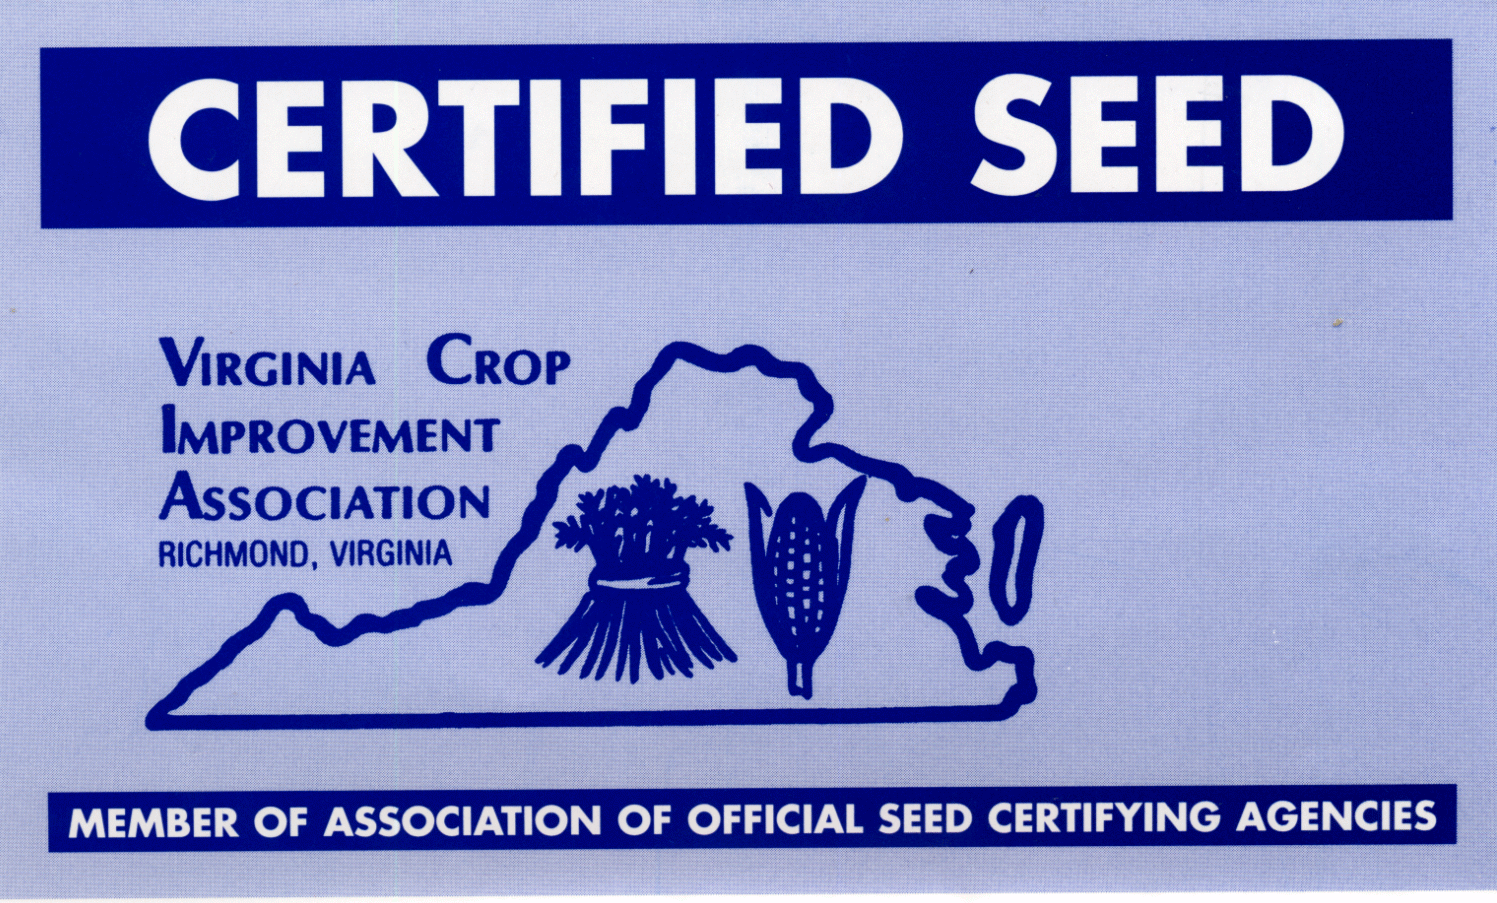 CERTIFIED SEED
VIRGINIA CROP
IMPROVEMENT
ASSOCIATION
RICHMOND, VIRGINIA
MEMBER OF ASSOCIATION OF OFFICIAL SEED CERTIFYING AGENCIES